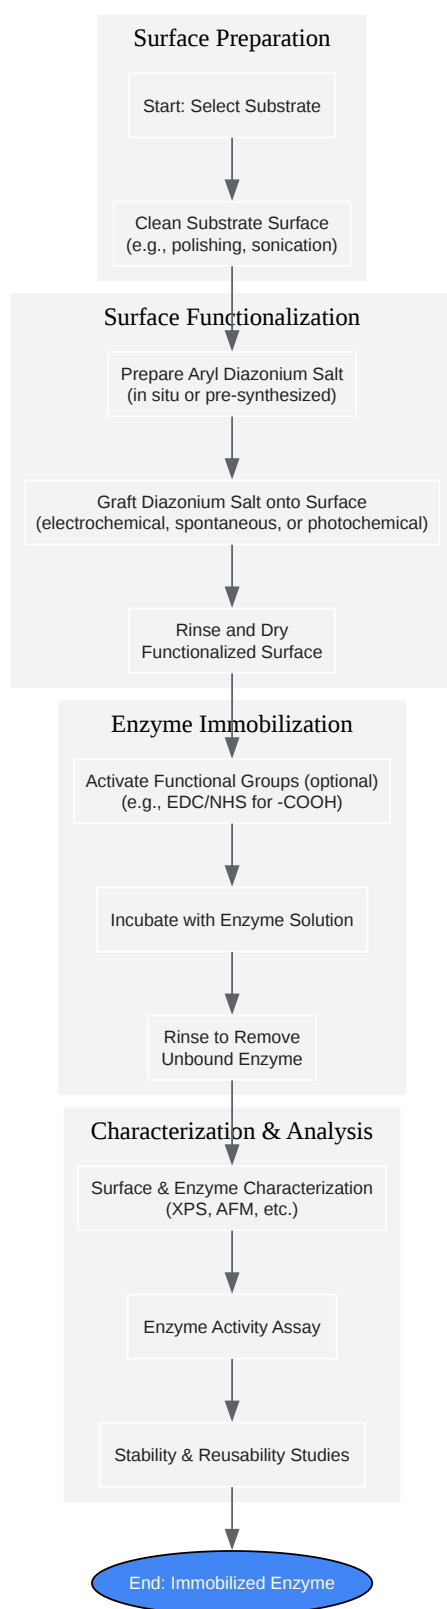 Surface Preparation
Start: Select Substrate
Clean Substrate Surface
(e.g., polishing, sonication)
Surface Functionalization
Prepare Aryl Diazonium Salt
(in situ or pre-synthesized)
Graft Diazonium Salt onto Surface
(electrochemical, spontaneous, or photochemical)
Rinse and Dry
Functionalized Surface
Enzyme Immobilization
Activate Functional Groups (optional)
(e.g., EDC/NHS for -COOH)
Incubate with Enzyme Solution
Rinse to Remove
Unbound Enzyme
Characterization & Analysis
Surface & Enzyme Characterization
(XPS, AFM, etc.)
Enzyme Activity Assay
Stability & Reusability Studies
End: Immobilized Enzyme